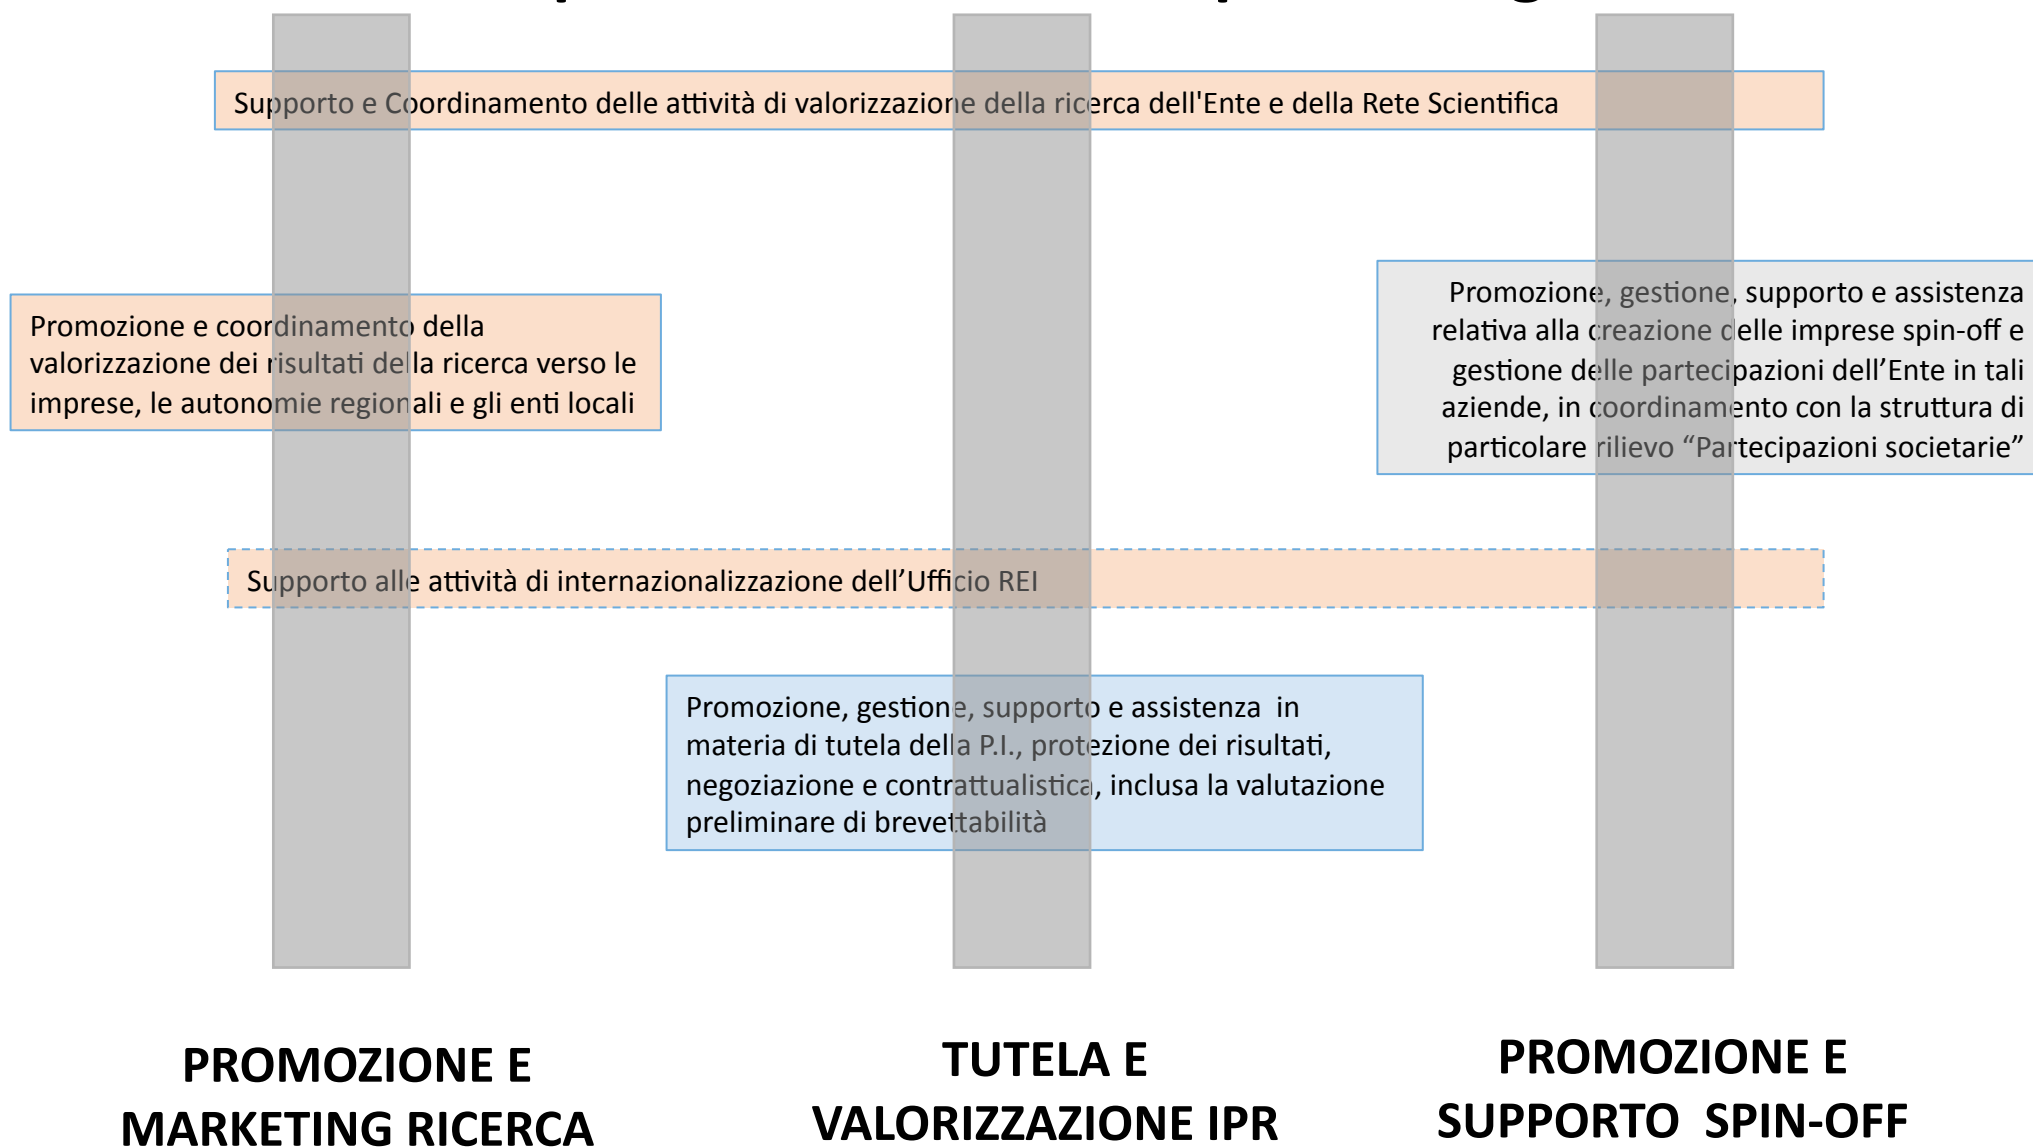 Supporto e Coordinamento delle attività di valorizzazione della ricerca dell'Ente e della Rete Scientifica
Promozione e coordinamento della
valorizzazione dei risultati della ricerca verso le
imprese, le autonomie regionali e gli enti locali
Promozione, gestione, supporto e assistenza
relativa alla creazione delle imprese spin-off e
gestione delle partecipazioni dell’Ente in tali
aziende, in coordinamento con la struttura di
particolare rilievo “Partecipazioni societarie”
Supporto alle attività di internazionalizzazione dell’Ufficio REI
Promozione, gestione, supporto e assistenza in
materia di tutela della P.I., protezione dei risultati,
negoziazione e contrattualistica, inclusa la valutazione
preliminare di brevettabilità
PROMOZIONE E
MARKETING RICERCA
TUTELA E
VALORIZZAZIONE IPR
PROMOZIONE E
SUPPORTO SPIN-OFF